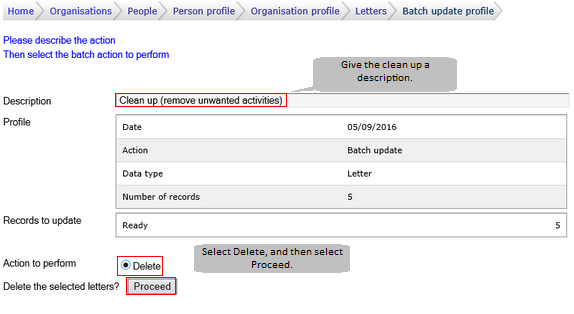 Home Organisations People Person profile Organisation profile Letters Batch update profile
Please describe the action
Then select the batch action to perform
Give the clean up a
description.
Description Clean up (remove unwanted activities)
Profile
Date 05/09/2016
Action Batch update
Data type Letter
Number of records 5
Records to update Ready 5
Select Delete, and then select
Proceed.
Action to perform Delete
Delete the selected letters? Proceed